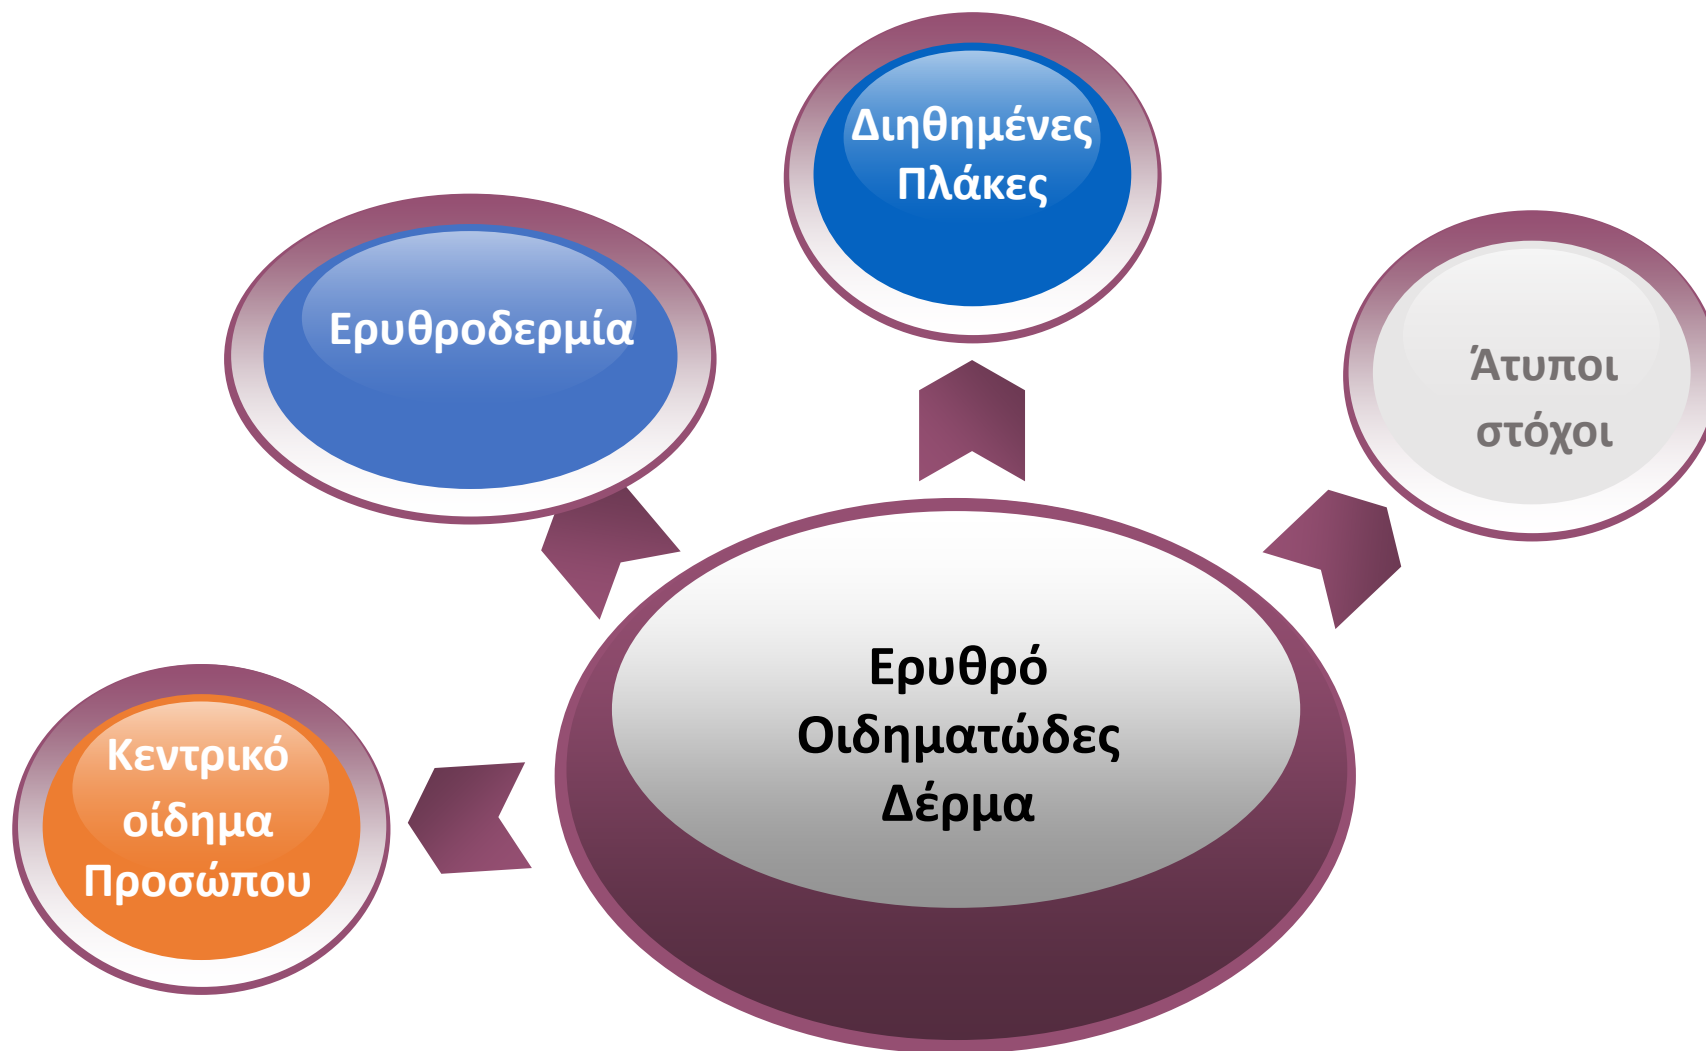 Διηθημένες
Πλάκες
Ερυθροδερμία
Άτυποι
στόχοι
Ερυθρό
Οιδηματώδες
Δέρμα
Κεντρικό
οίδημα
Προσώπου